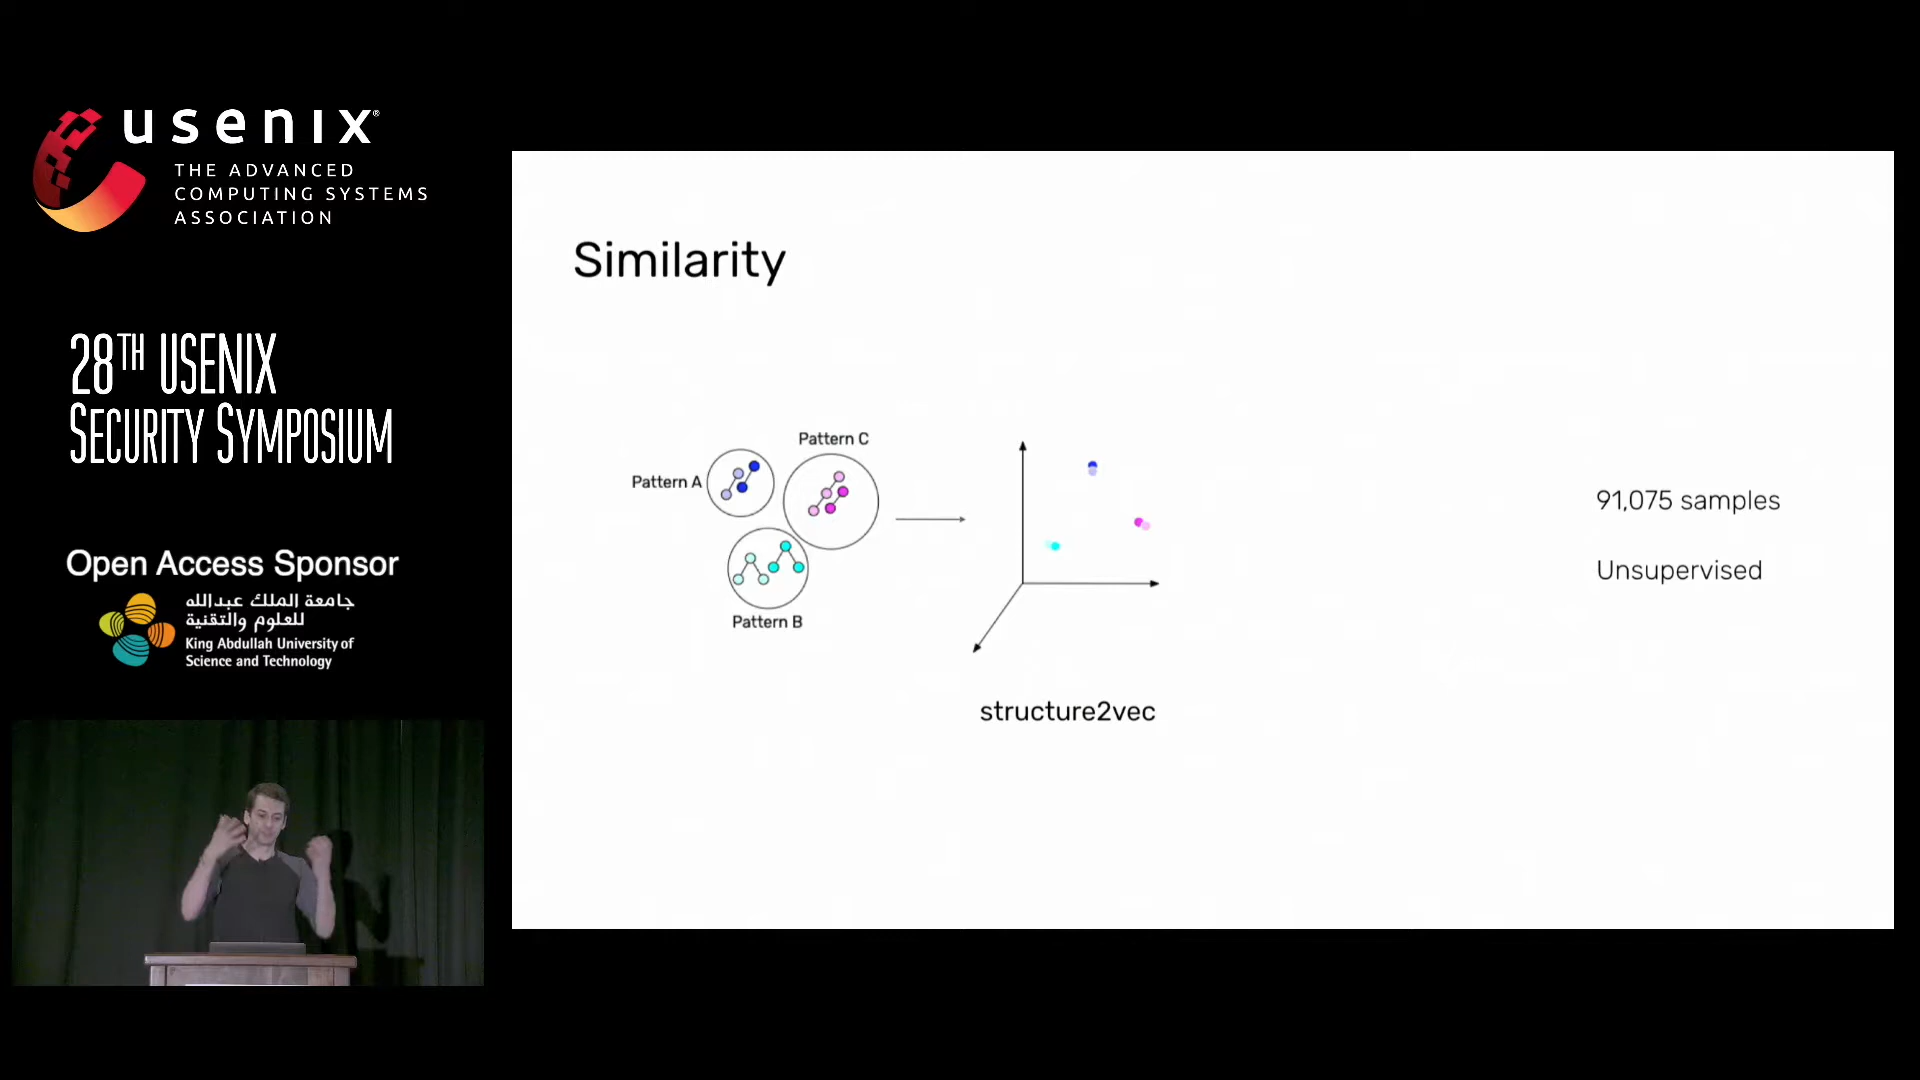 usenix®
THE ADVANCED
COMPUTING SYSTEMS
ASSOCIATION
28TH USENIX
SECURITY SYMPOSIUM
Open Access Sponsor
جامعة الملك عبدالله
للعلوم والتقنية
King Abdullah University of
Science and Technology
Similarity
Pattern C
Pattern A
Pattern B
structure2vec
91,075 samples
Unsupervised